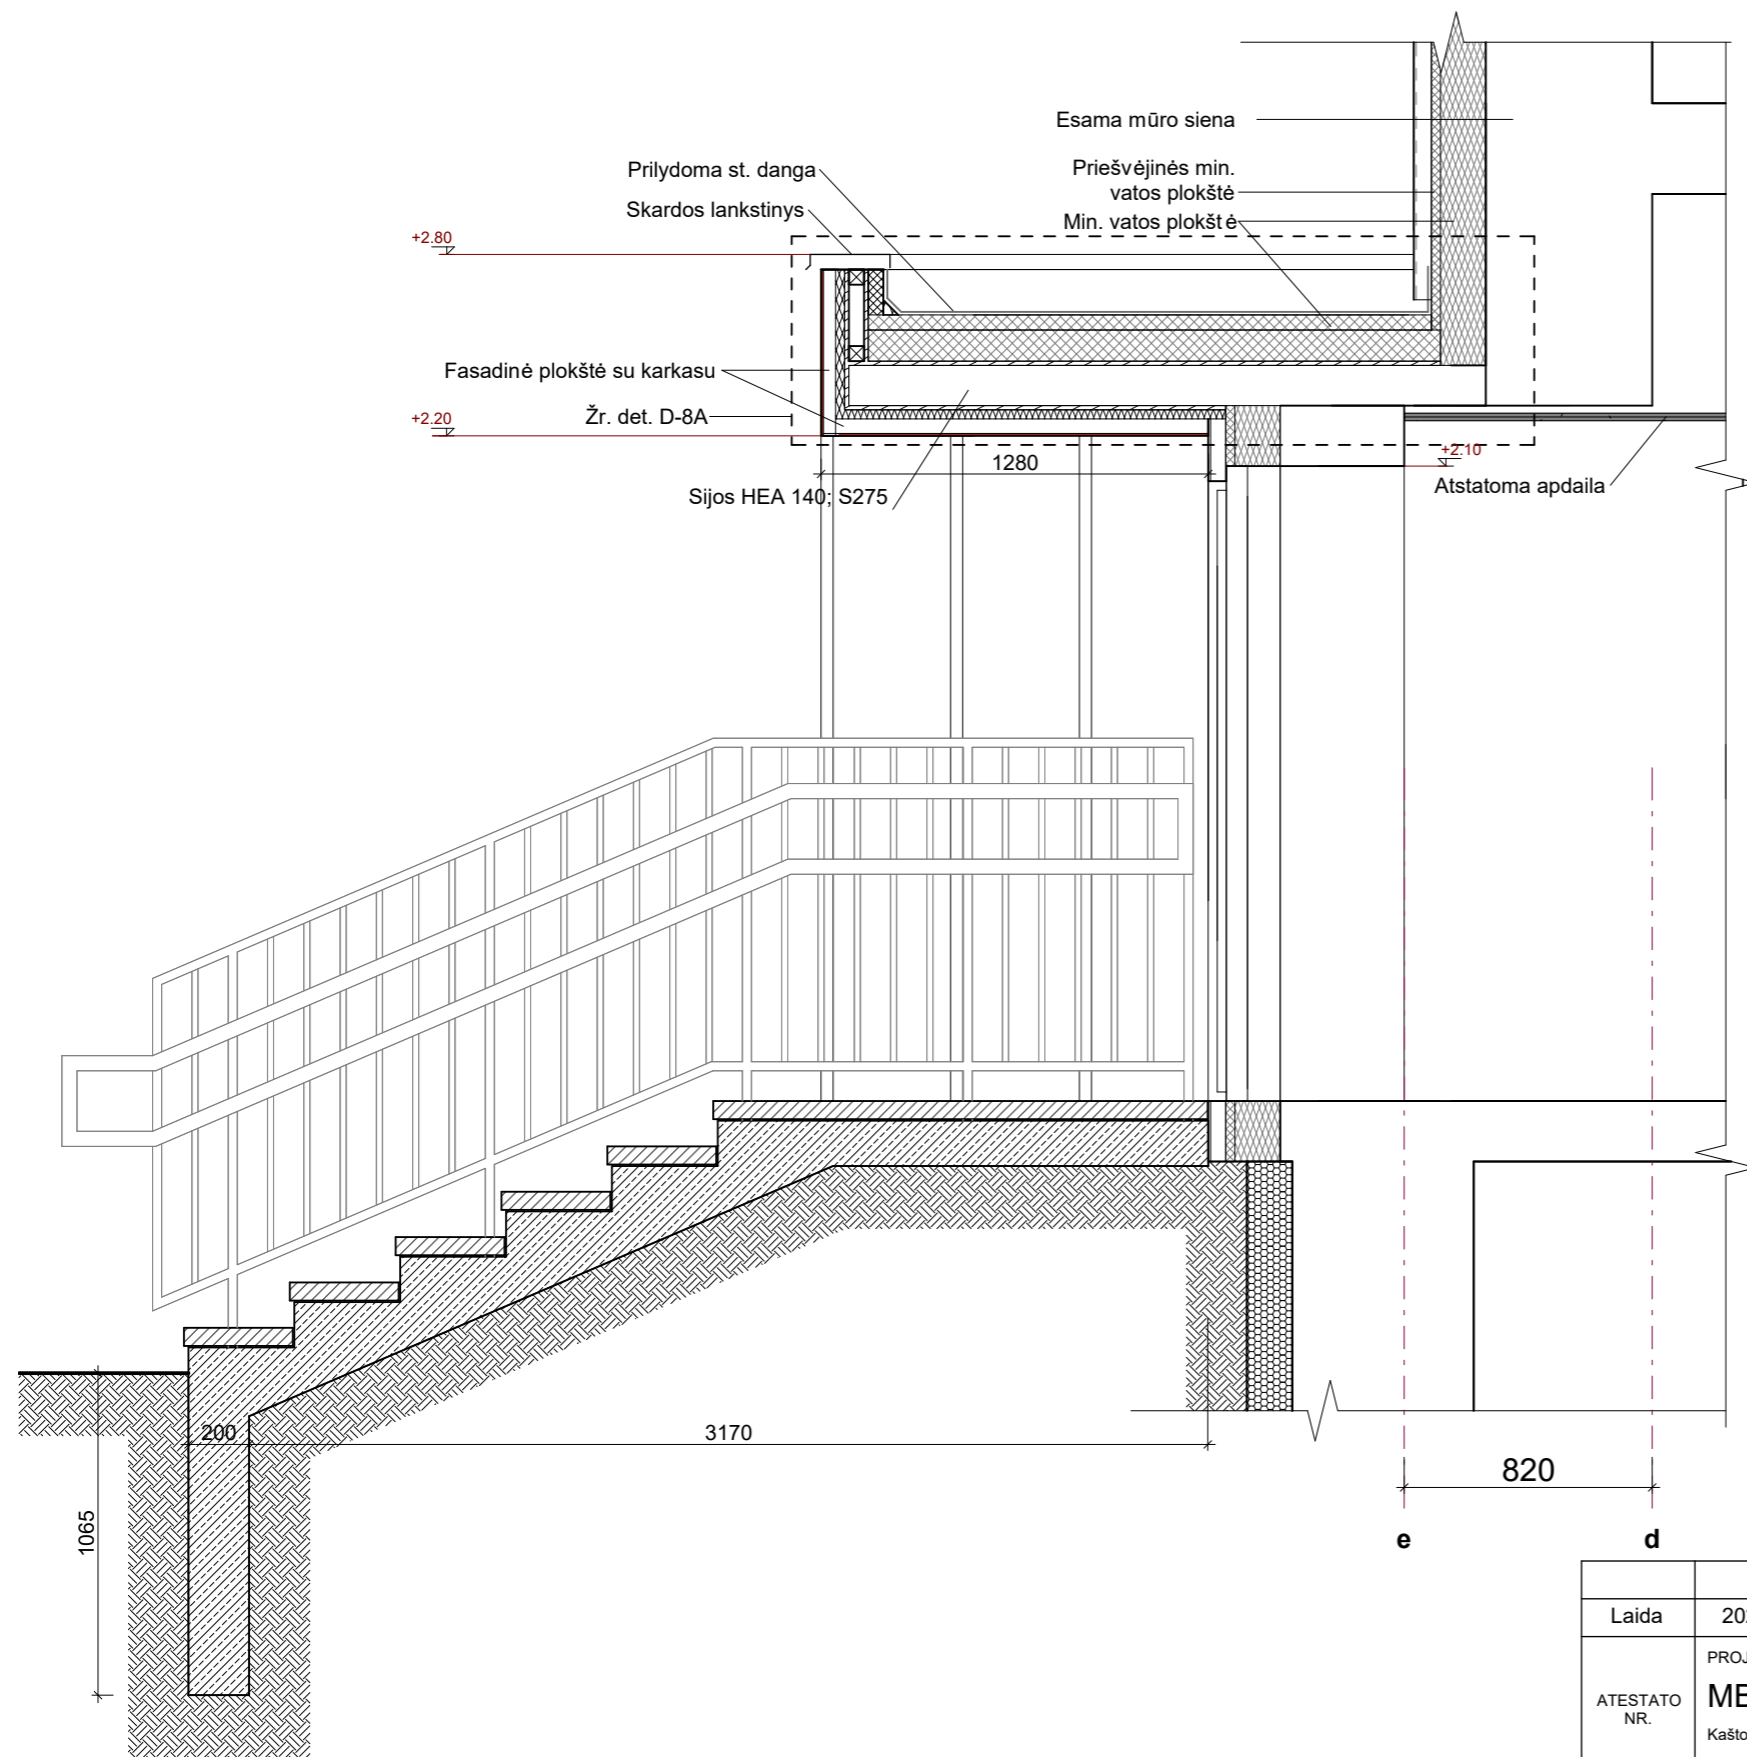 Esama mūro siena
Prilydoma st. danga
Priešvėjinės min.
vatos plokštė
Skardos lankstinys
Min. vatos plokštė
+2.80
Fasadinė plokštė su karkasu
Žr. det. D-8A
+2.20
+2.10
1280
Atstatoma apdaila
Sijos HEA 140; S275
200
3170
820
1065
e
d
Laida
PROJ
ATESTATO
NR.
Kašto